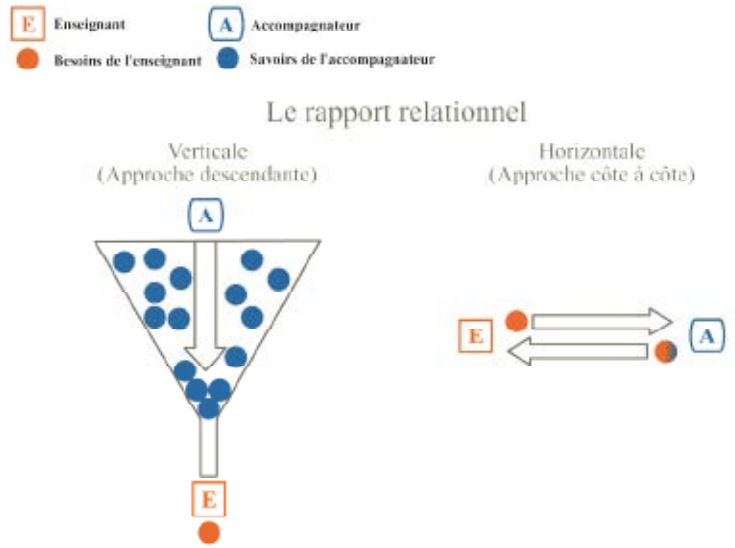 E Enseignant A Accompagnateur
Besoins de l'enseignant Savoirs de l'accompagnateur
Le rapport relationnel
Verticale
(Approche descendante)
Horizontale
(Approche côte à côte)
A
E A
E